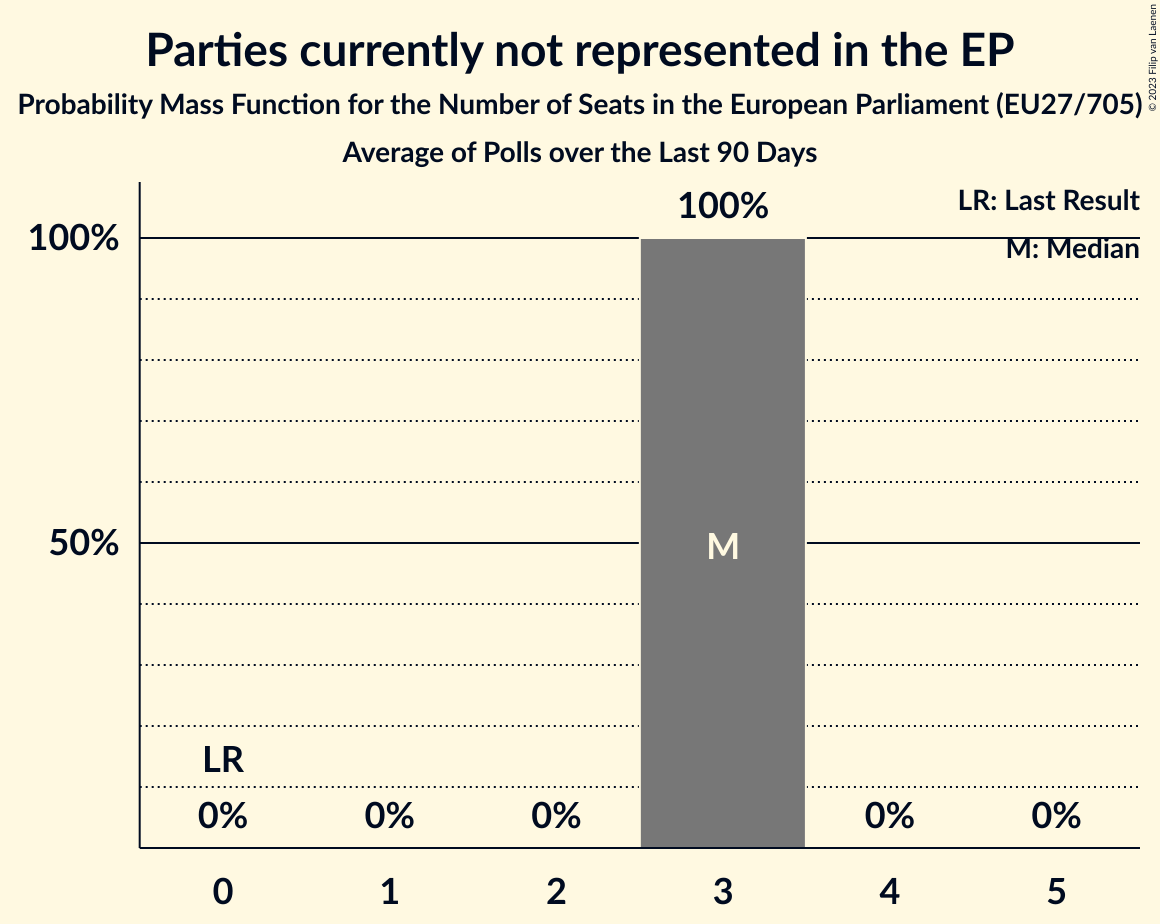 Parties currently not represented in the EP
Probability Mass Function for the Number of Seats in the European Parliament (EU27/705)
Average of Polls over the Last 90 Days
© 2023 Filip van Laenen
LR: Last Result
M: Median
100%
100%
50%
M
LR
0%
0%
0%
0%
0%
0
1
2
3
4
5